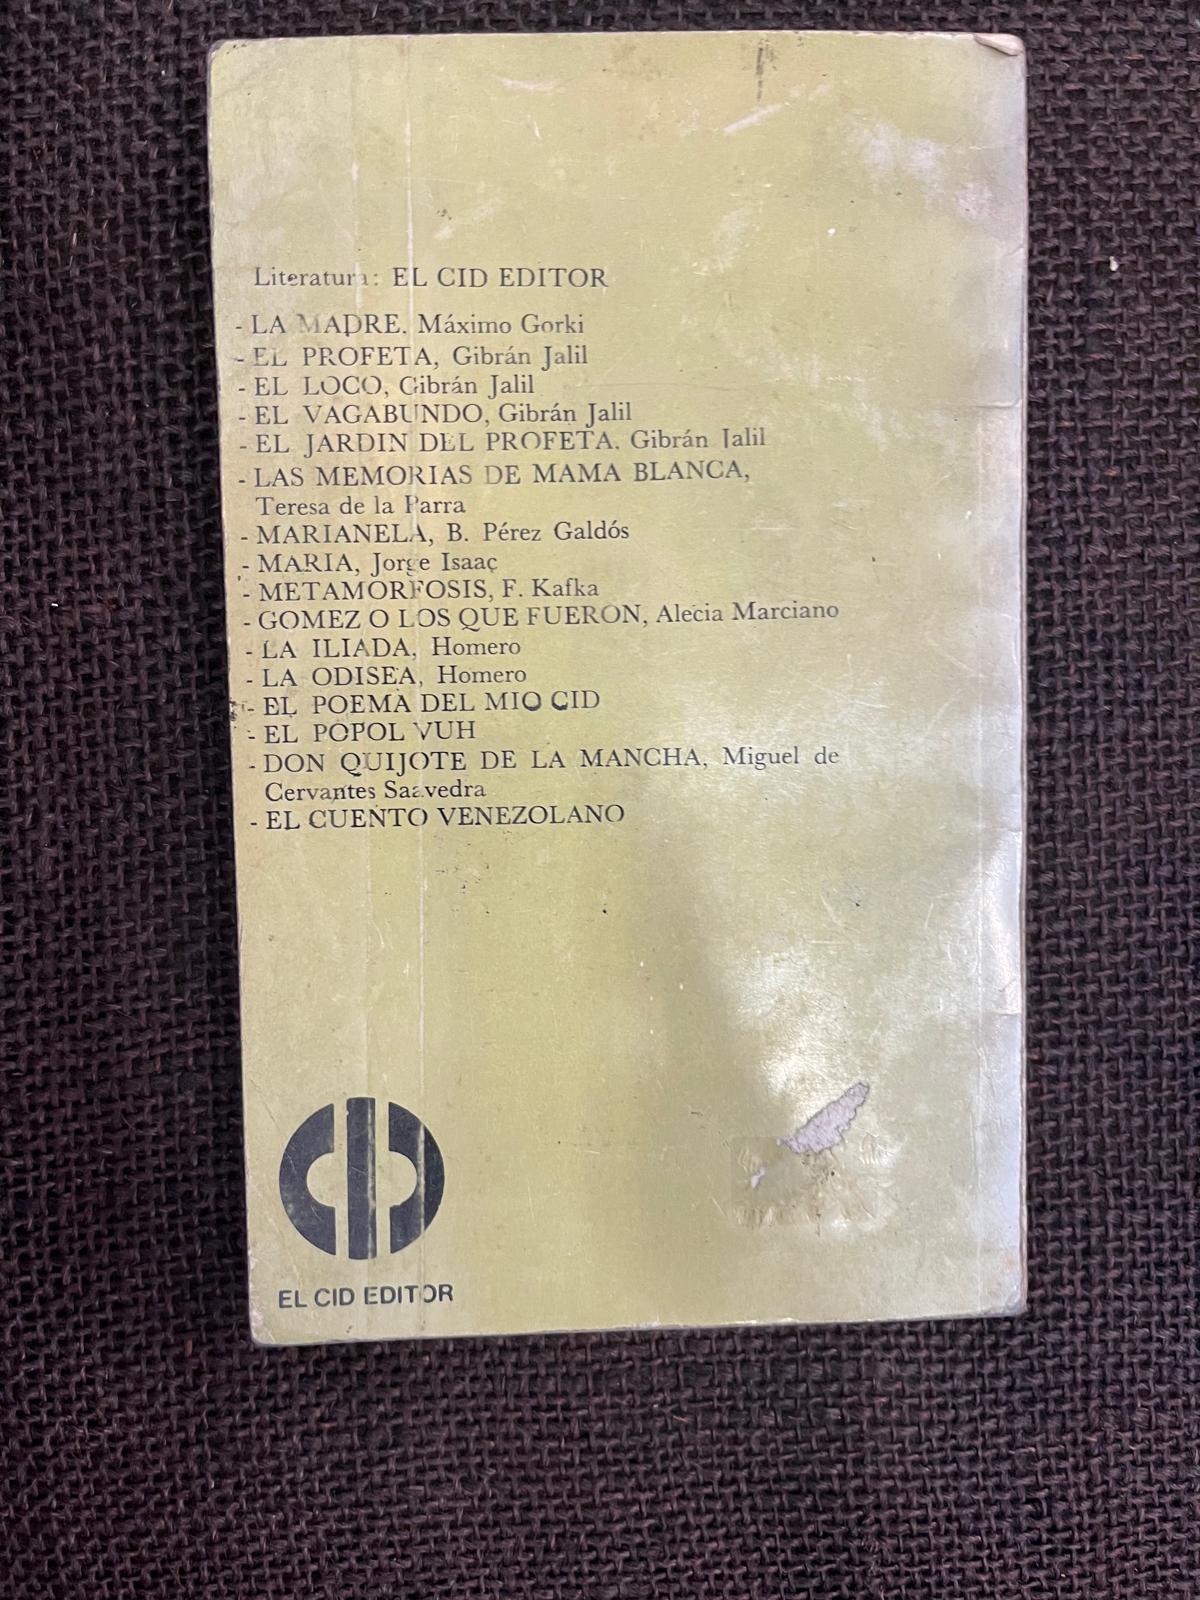 Literatura: EL CID EDITOR
- LA MADRE. Máximo Gorki
- EL PROFETA, Gibrán Jalil
- EL LOCO, Gibrán Jalil
- EL VAGABUNDO, Gibrán Jalil
- EL JARDIN DEL PROFETA. Gibrán Jalil
- LAS MEMORIAS DE MAMA BLANCA,
Teresa de la Parra
- MARIANELA, B. Pérez Galdós
- MARIA, Jorge Isaac
- METAMORFOSIS, F. Kafka
- GOMEZ O LOS QUE FUERON, Alecia Marciano
- LA ILIADA, Homero
- LA ODISEA, Homero
- EL POEMA DEL MIO CID
- EL POPOL VUH
- DON QUIJOTE DE LA MANCHA, Miguel de
Cervantes Saavedra
- EL CUENTO VENEZOLANO
EL CID EDITOR